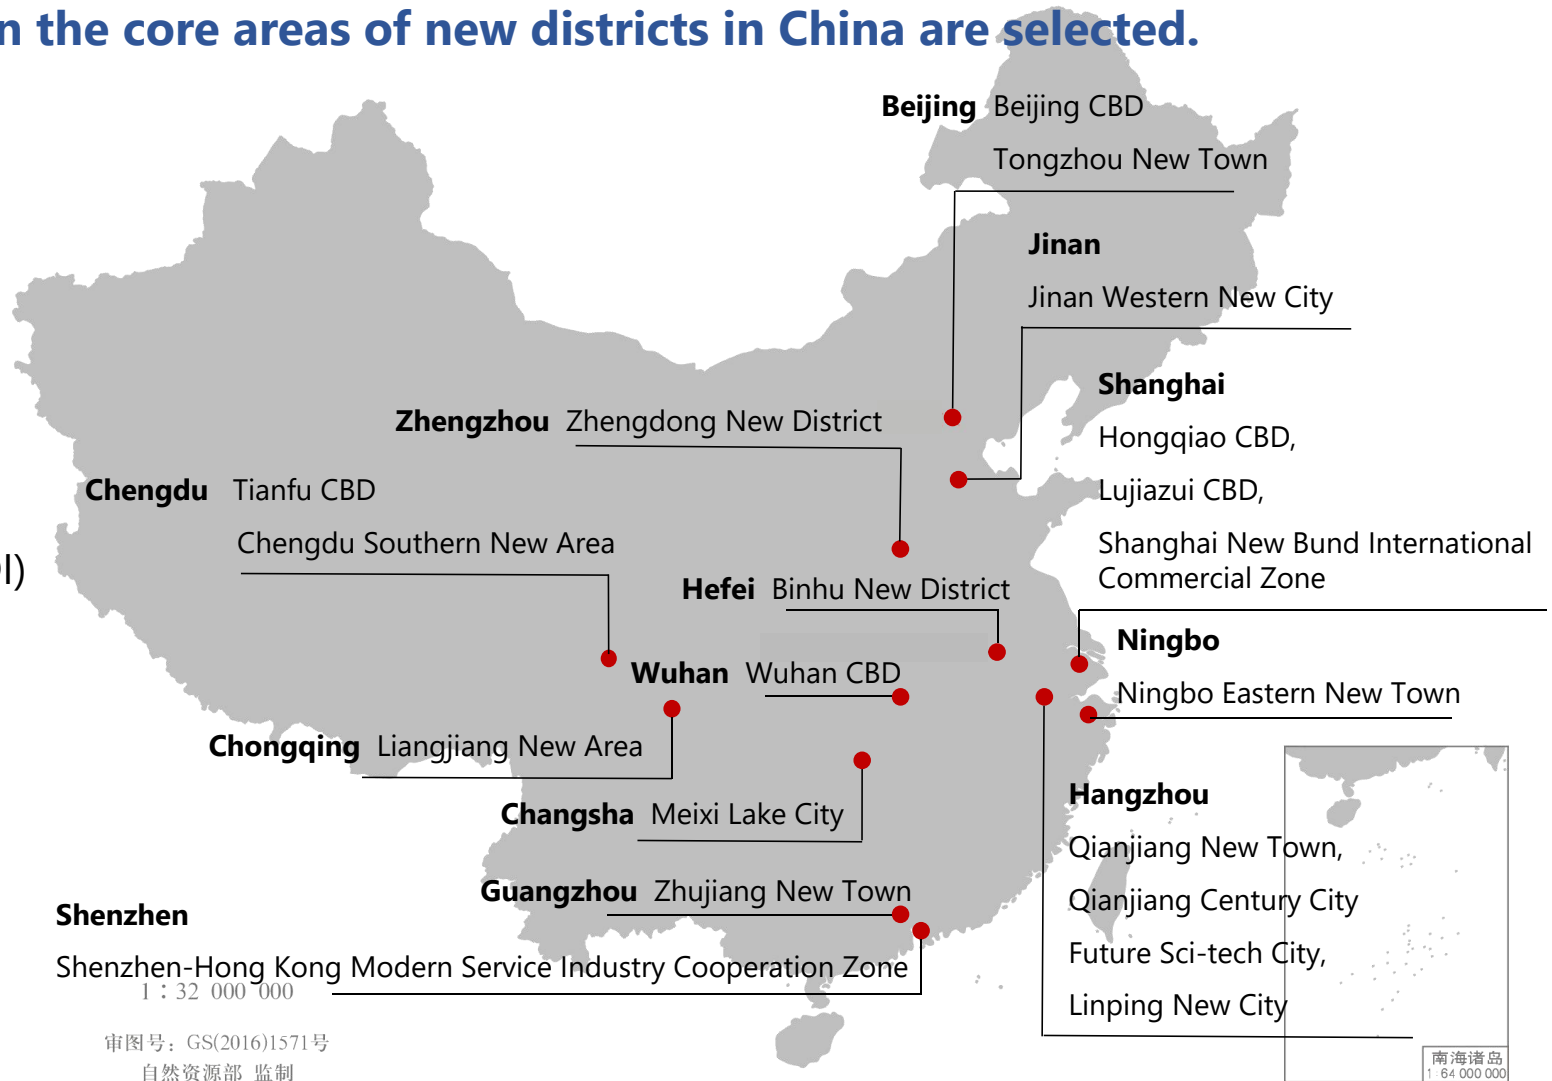 n the core areas of new districts in China are selected.
Beijing Beijing CBD
Tongzhou New Town
Jinan
Jinan Western New City
Shanghai
Hongqiao CBD,
Lujiazui CBD,
Shanghai New Bund International
Commercial Zone
Zhengzhou Zhengdong New District
Chengdu Tianfu CBD
Chengdu Southern New Area
I)
Hefei Binhu New District
Ningbo
Ningbo Eastern New Town
Wuhan Wuhan CBD
Chongqing Liangjiang New Area
Changsha Meixi Lake City
Hangzhou
Qianjiang New Town,
Qianjiang Century City
Future Sci-tech City,
Linping New City
Guangzhou Zhujiang New Town
Shenzhen
Shenzhen-Hong Kong Modern Service Industry Cooperation Zone
1：32 000 000
审图号：GS(2016)1571号
自然资源部 监制
南海诸岛
1：64 000 000